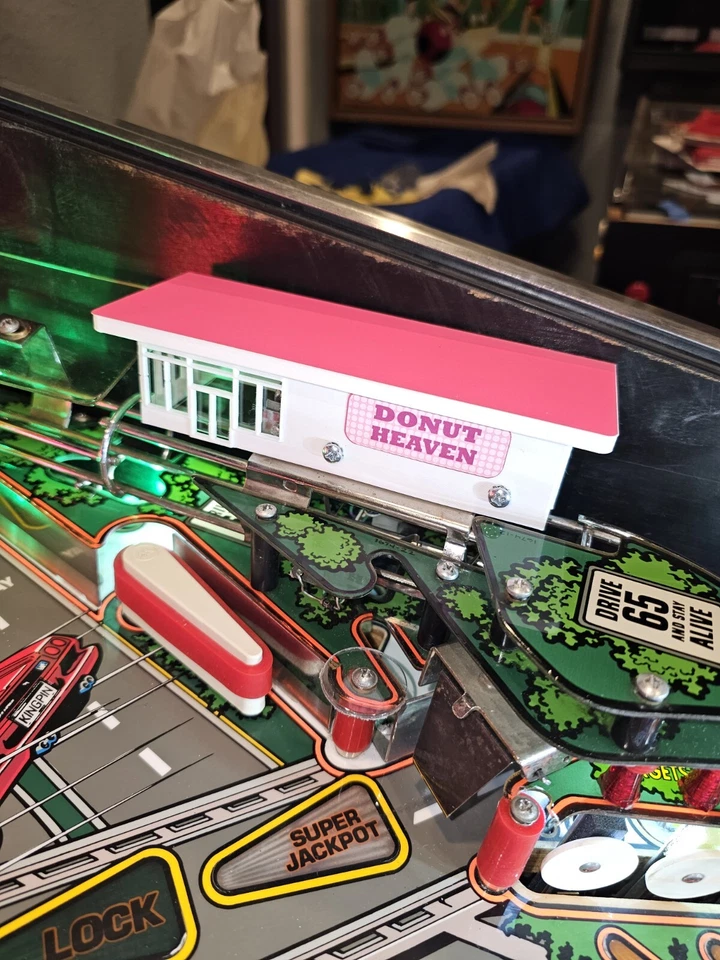 DONUT
HEAVEN
DRIVE
65
AND STAY
ALIVE
KINGPIN
SUPER
JACKPOT
LOCK